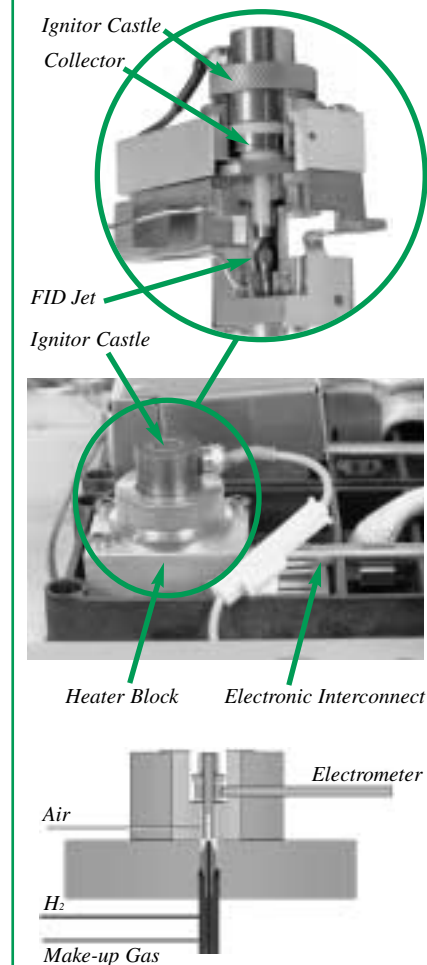 Ignitor Castle
Collector
FID Jet
Ignitor Castle
Heater Block
Electronic Interconnect
Electrometer
Air
H₂
Make-up Gas